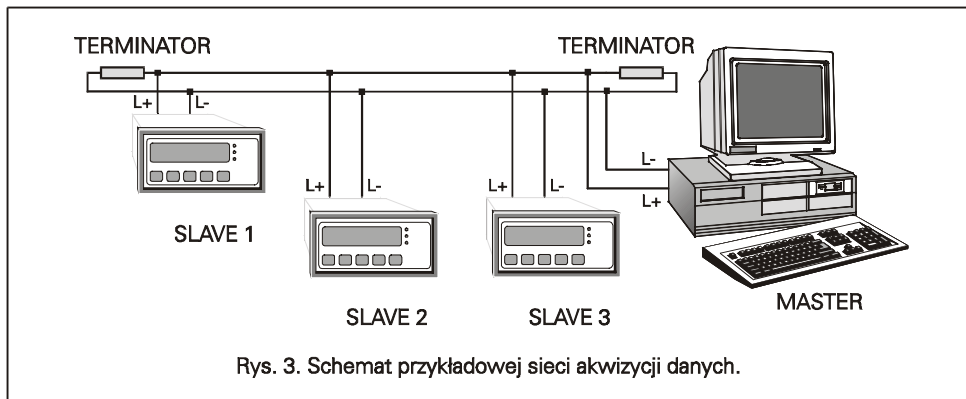 TERMINATOR TERMINATOR
L+ L-
L-
L+ L- L+ L- L+
SLAVE 1
SLAVE 2 SLAVE 3 MASTER
Rys. 3. Schemat przykładowej sieci akwizycji danych.